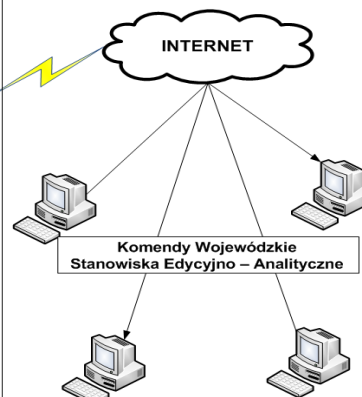 INTERNET
Komendy Wojewódzkie
Stanowiska Edycyjno – Analityczne